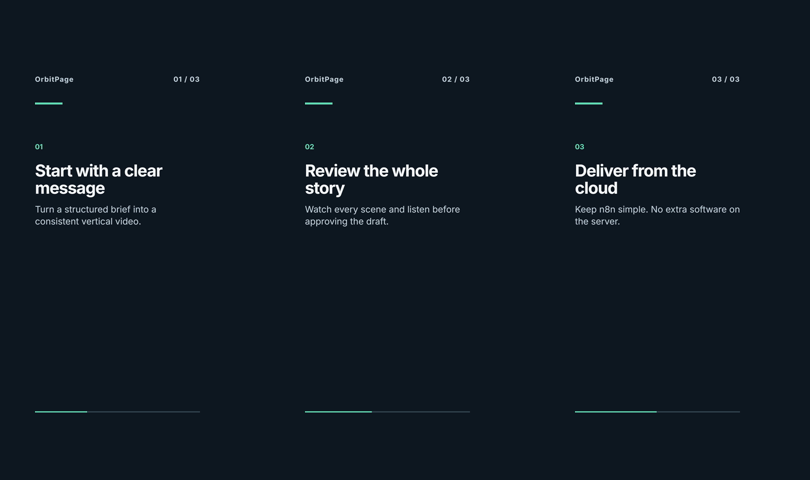 OrbitPage
01 / 03
01
Start with a clear
message
Turn a structured brief into a
consistent vertical video.
OrbitPage
02 / 03
02
Review the whole
story
Watch every scene and listen before
approving the draft.
OrbitPage
03 / 03
03
Deliver from the
cloud
Keep n8n simple. No extra software on
the server.